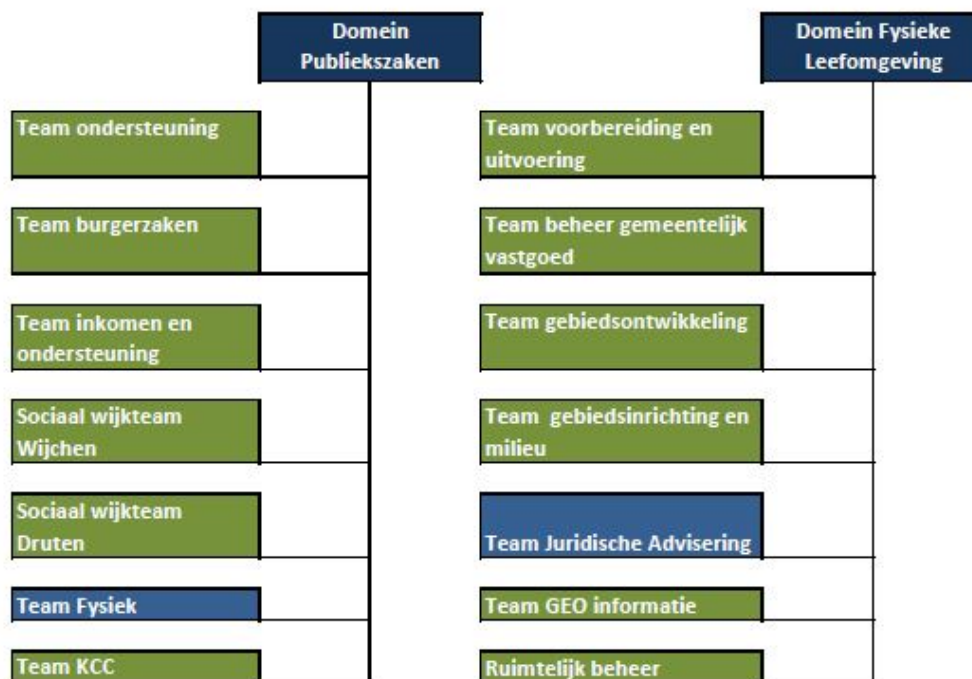 Domein
Publiekszaken
Team ondersteuning
Team burgerzaken
Team inkomen en
ondersteuning
Sociaal wijkteam
Wijchen
Sociaal wijkteam
Druten
Team Fysiek
Team KCC
Domein Fysieke
Leefomgeving
Team voorbereiding en
uitvoering
Team beheer gemeentelijk
vastgoed
Team gebiedsontwikkeling
Team gebiedsinrichting en
milieu
Team Juridische Advisering
Team GEO informatie
Ruimtelijk beheer